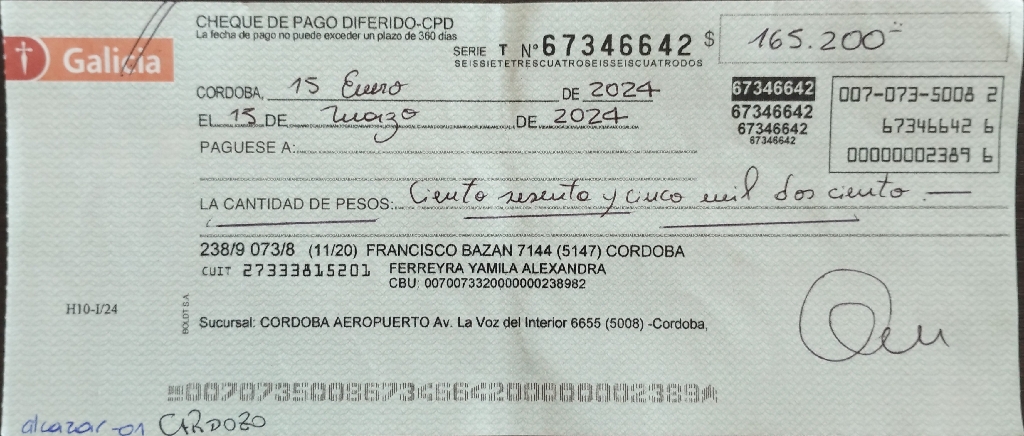 CHEQUE DE PAGO DIFERIDO-CPD
La fecha de pago no puede exceder un plazo de 360 días
Galicia
SERIE T N° 67346642 $ 165.200
SEISSIETETRESCUATROSEISSEISCUATRODOS
CORDOBA, 15 Enero DE 2024
EL 15 DE Marzo DE 2024
67346642
67346642
67346642
67346642
007-073-5008 2
67346642 6
00000002389 6
PAGUESE A:
LA CANTIDAD DE PESOS: Ciento sesenta y cinco mil dos ciento
238/9 073/8 (11/20) FRANCISCO BAZAN 7144 (5147) CORDOBA
CUIT 27333815201 FERREYRA YAMILA ALEXANDRA
CBU: 0070073320000000238982
H10-I/24
BOLDT S.A
Sucursal: CORDOBA AEROPUERTO Av. La Voz del Interior 6655 (5008) -Cordoba,
00707350086734664200000002389
alcazar-01 CARDOZO